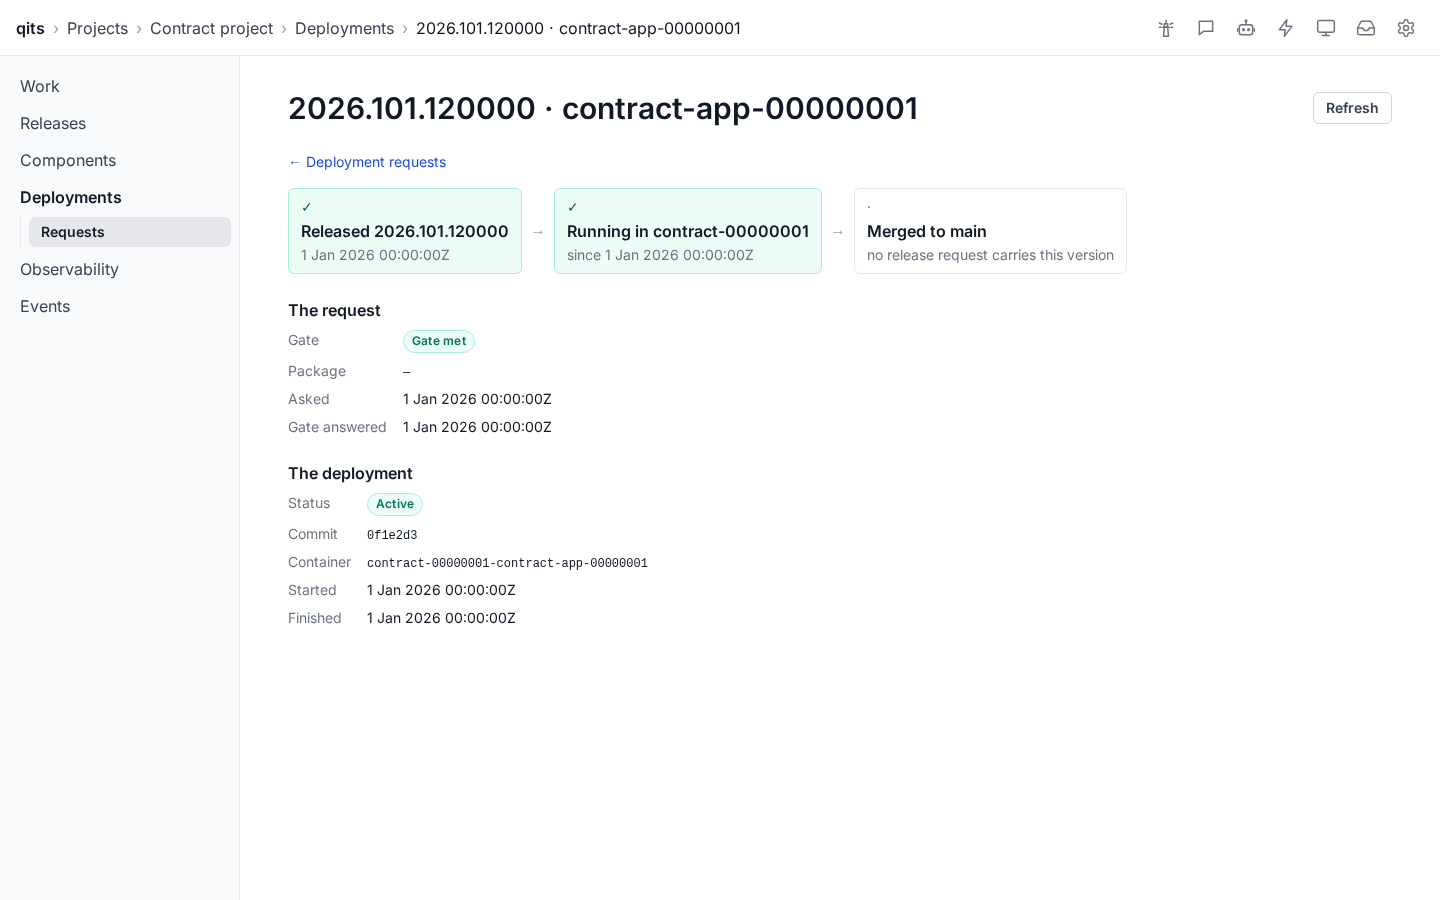 qits › Projects › Contract project › Deployments › 2026.101.120000 · contract-app-00000001
Work
Releases
Components
Deployments
Requests
Observability
Events
2026.101.120000 · contract-app-00000001
Refresh
← Deployment requests
✓
Released 2026.101.120000
1 Jan 2026 00:00:00Z
→
✓
Running in contract-00000001
since 1 Jan 2026 00:00:00Z
→
·
Merged to main
no release request carries this version
The request
Gate Gate met
Package –
Asked 1 Jan 2026 00:00:00Z
Gate answered 1 Jan 2026 00:00:00Z
The deployment
Status Active
Commit 0f1e2d3
Container contract-00000001-contract-app-00000001
Started 1 Jan 2026 00:00:00Z
Finished 1 Jan 2026 00:00:00Z